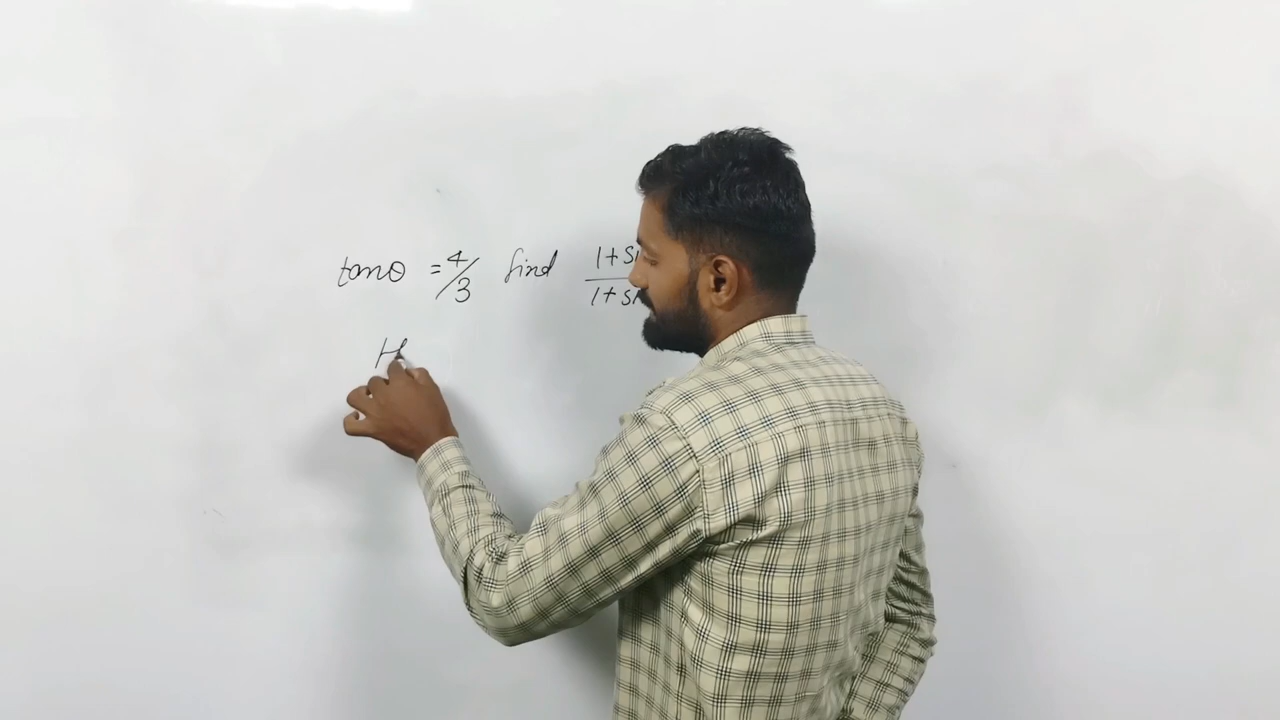 tanθ = 4/3 find 1+si / 1+si
H